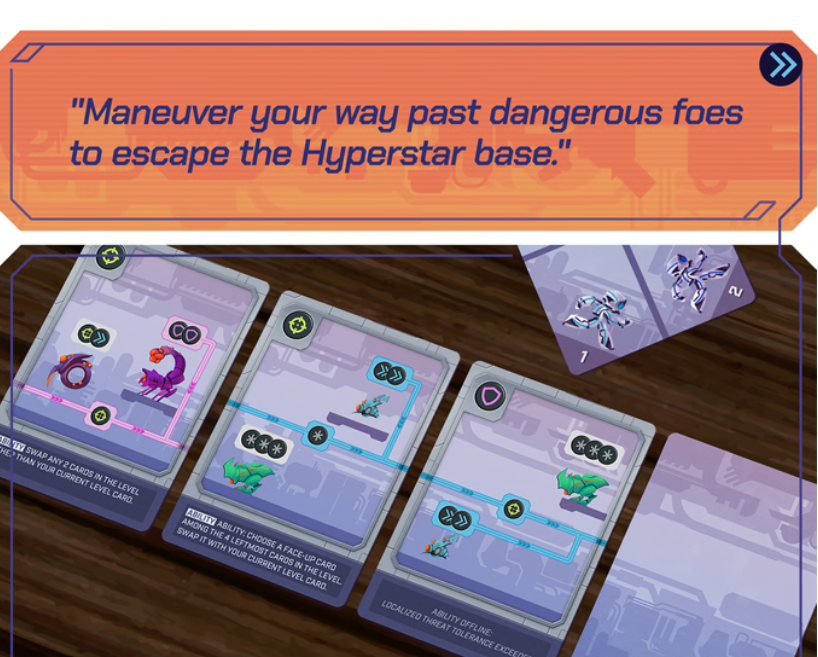 "Maneuver your way past dangerous foes
to escape the Hyperstar base."
1
2
ABILITY SWAP ANY 2 CARDS IN THE LEVEL
THAN YOUR CURRENT LEVEL CARD.
ABILITY ABILITY: CHOOSE A FACE-UP CARD
AMONG THE 4 LEFTMOST CARDS IN THE LEVEL.
SWAP IT WITH YOUR CURRENT LEVEL CARD.
ABILITY OFFLINE:
LOCALIZED THREAT TOLERANCE EXCEEDED